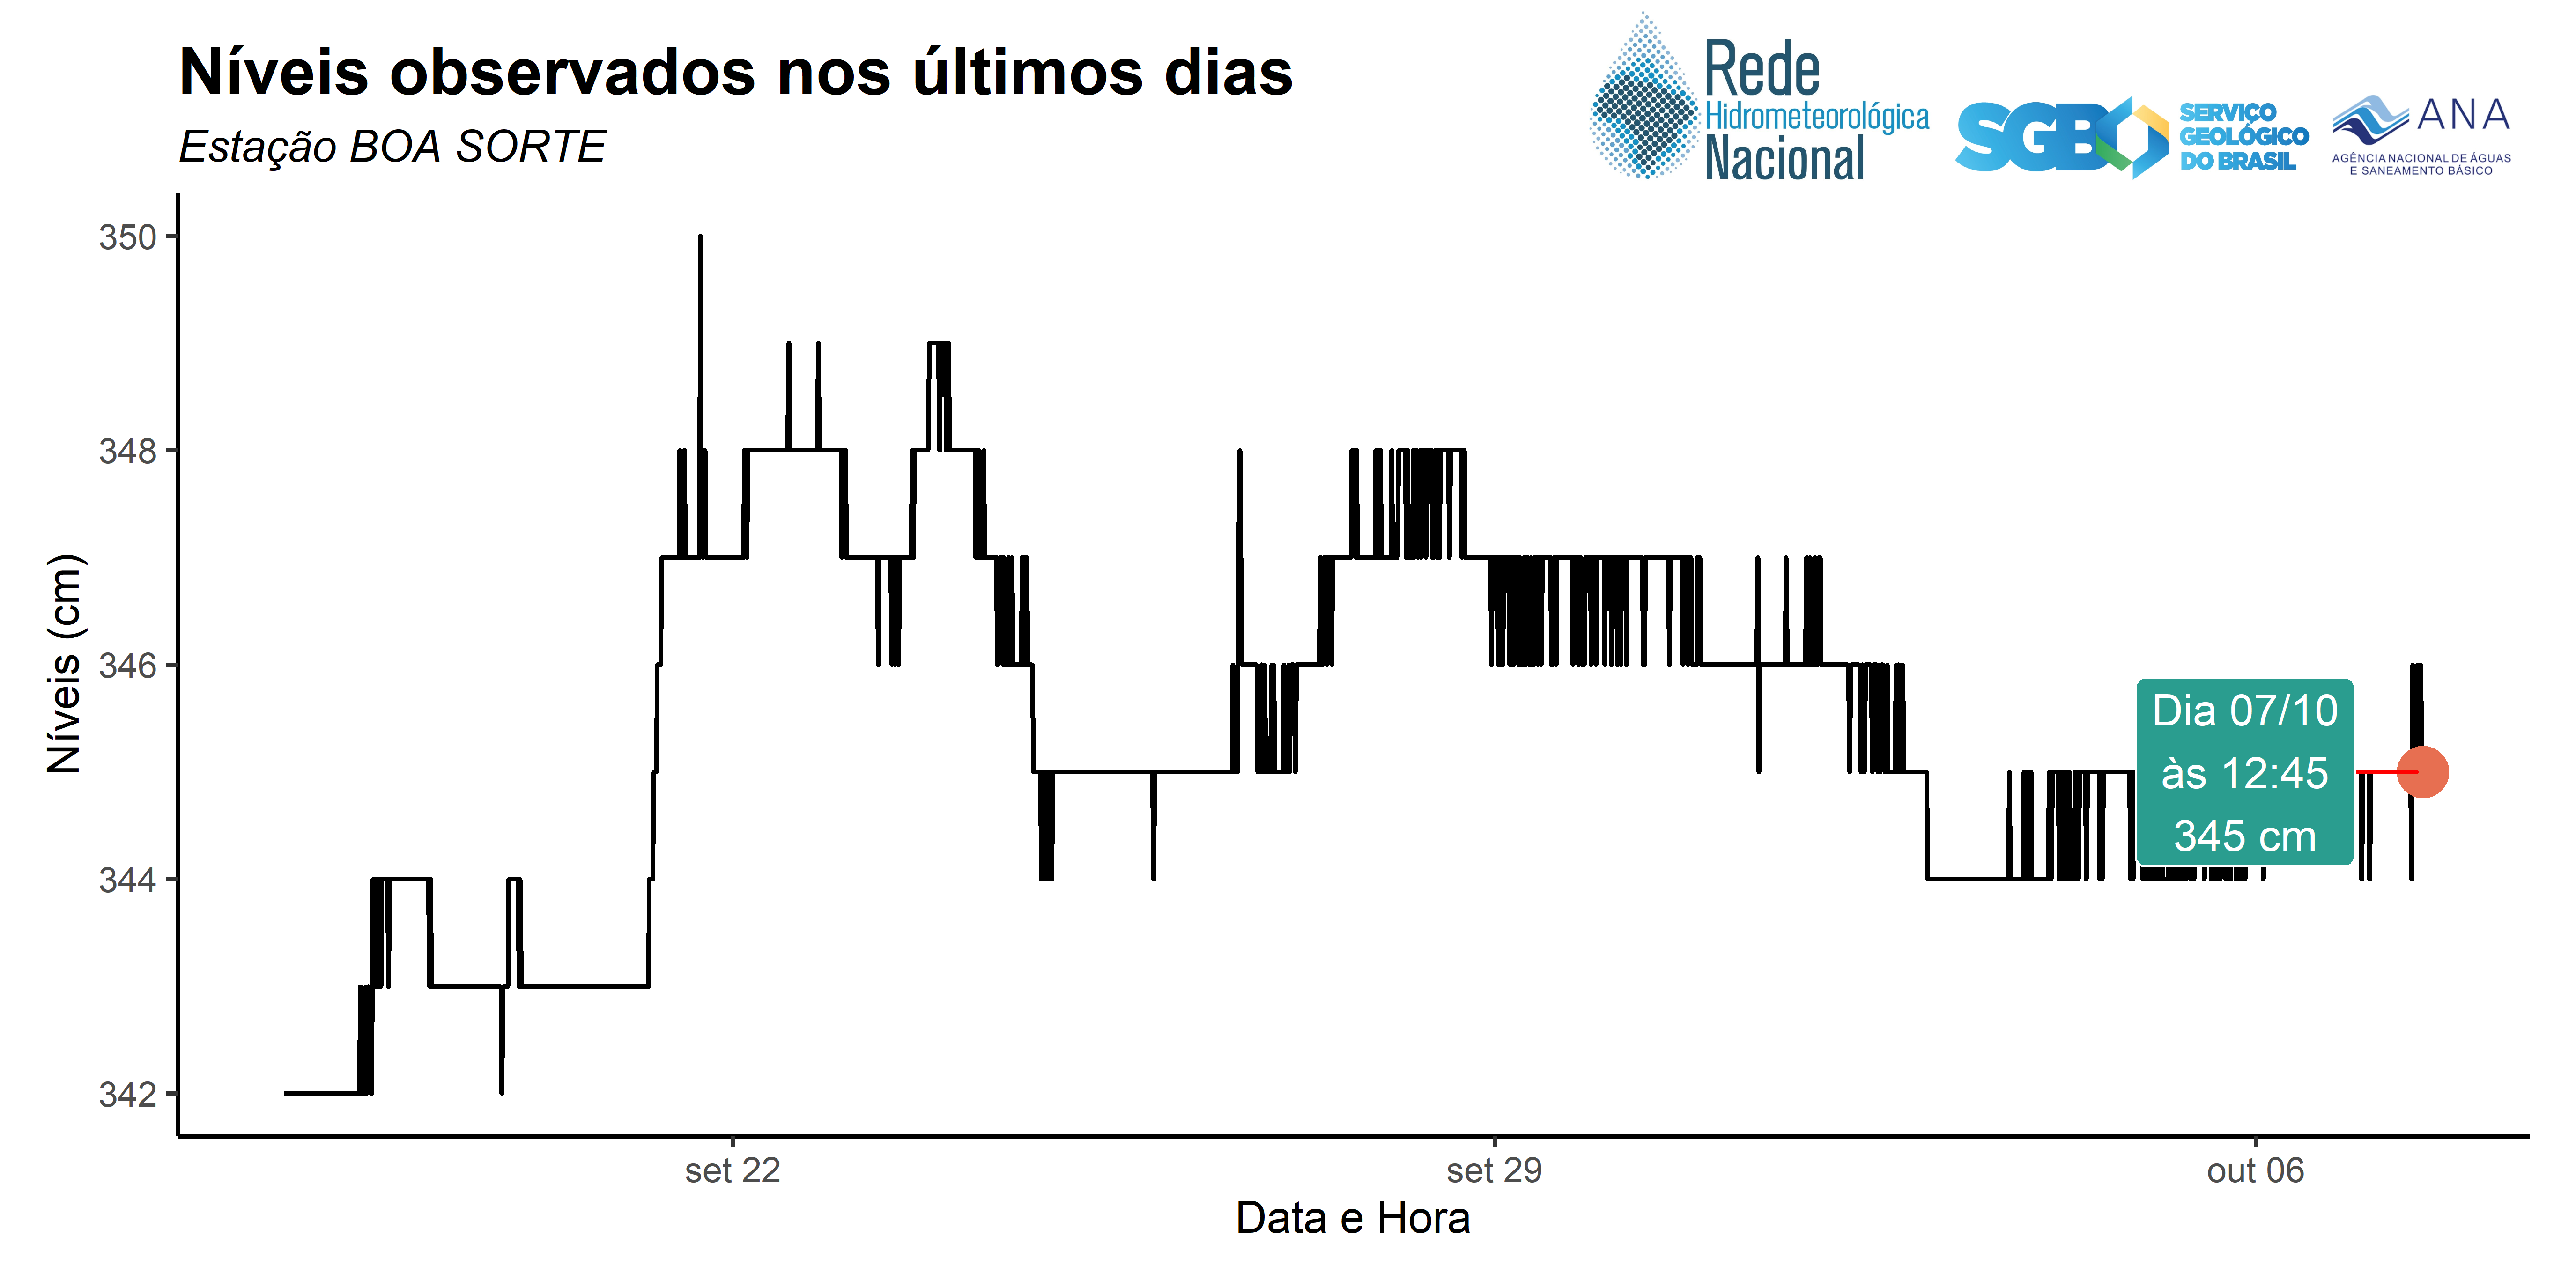 Níveis observados nos últimos dias
Estação BOA SORTE
Rede
Hidrometeorológica
Nacional
SGB
SERVIÇO
GEOLÓGICO
DO BRASIL
ANA
AGÊNCIA NACIONAL DE ÁGUAS
E SANEAMENTO BÁSICO
Níveis (cm)
350
348
346
344
342
Dia 07/10
às 12:45
345 cm
set 22
set 29
out 06
Data e Hora